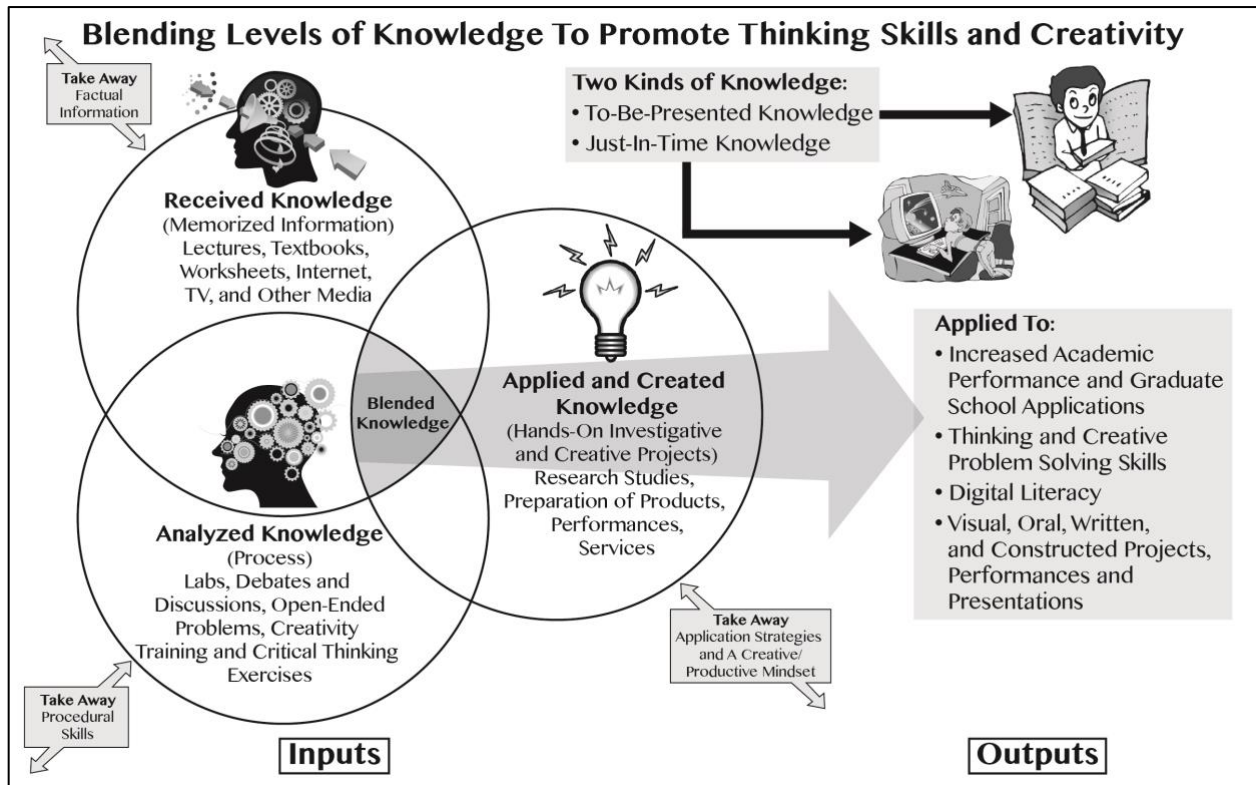 Blending Levels of Knowledge To Promote Thinking Skills and Creativity
Take Away
Factual
Information
Received Knowledge
(Memorized Information)
Lectures, Textbooks,
Worksheets, Internet,
TV, and Other Media
Two Kinds of Knowledge:
• To-Be-Presented Knowledge
• Just-In-Time Knowledge
Blended
Knowledge
Applied and Created
Knowledge
(Hands-On Investigative
and Creative Projects)
Research Studies,
Preparation of Products,
Performances,
Services
Analyzed Knowledge
(Process)
Labs, Debates and
Discussions, Open-Ended
Problems, Creativity
Training and Critical Thinking
Exercises
Take Away
Procedural
Skills
Take Away
Application Strategies
and A Creative/
Productive Mindset
Applied To:
• Increased Academic
Performance and Graduate
School Applications
• Thinking and Creative
Problem Solving Skills
• Digital Literacy
• Visual, Oral, Written,
and Constructed Projects,
Performances and
Presentations
Inputs
Outputs